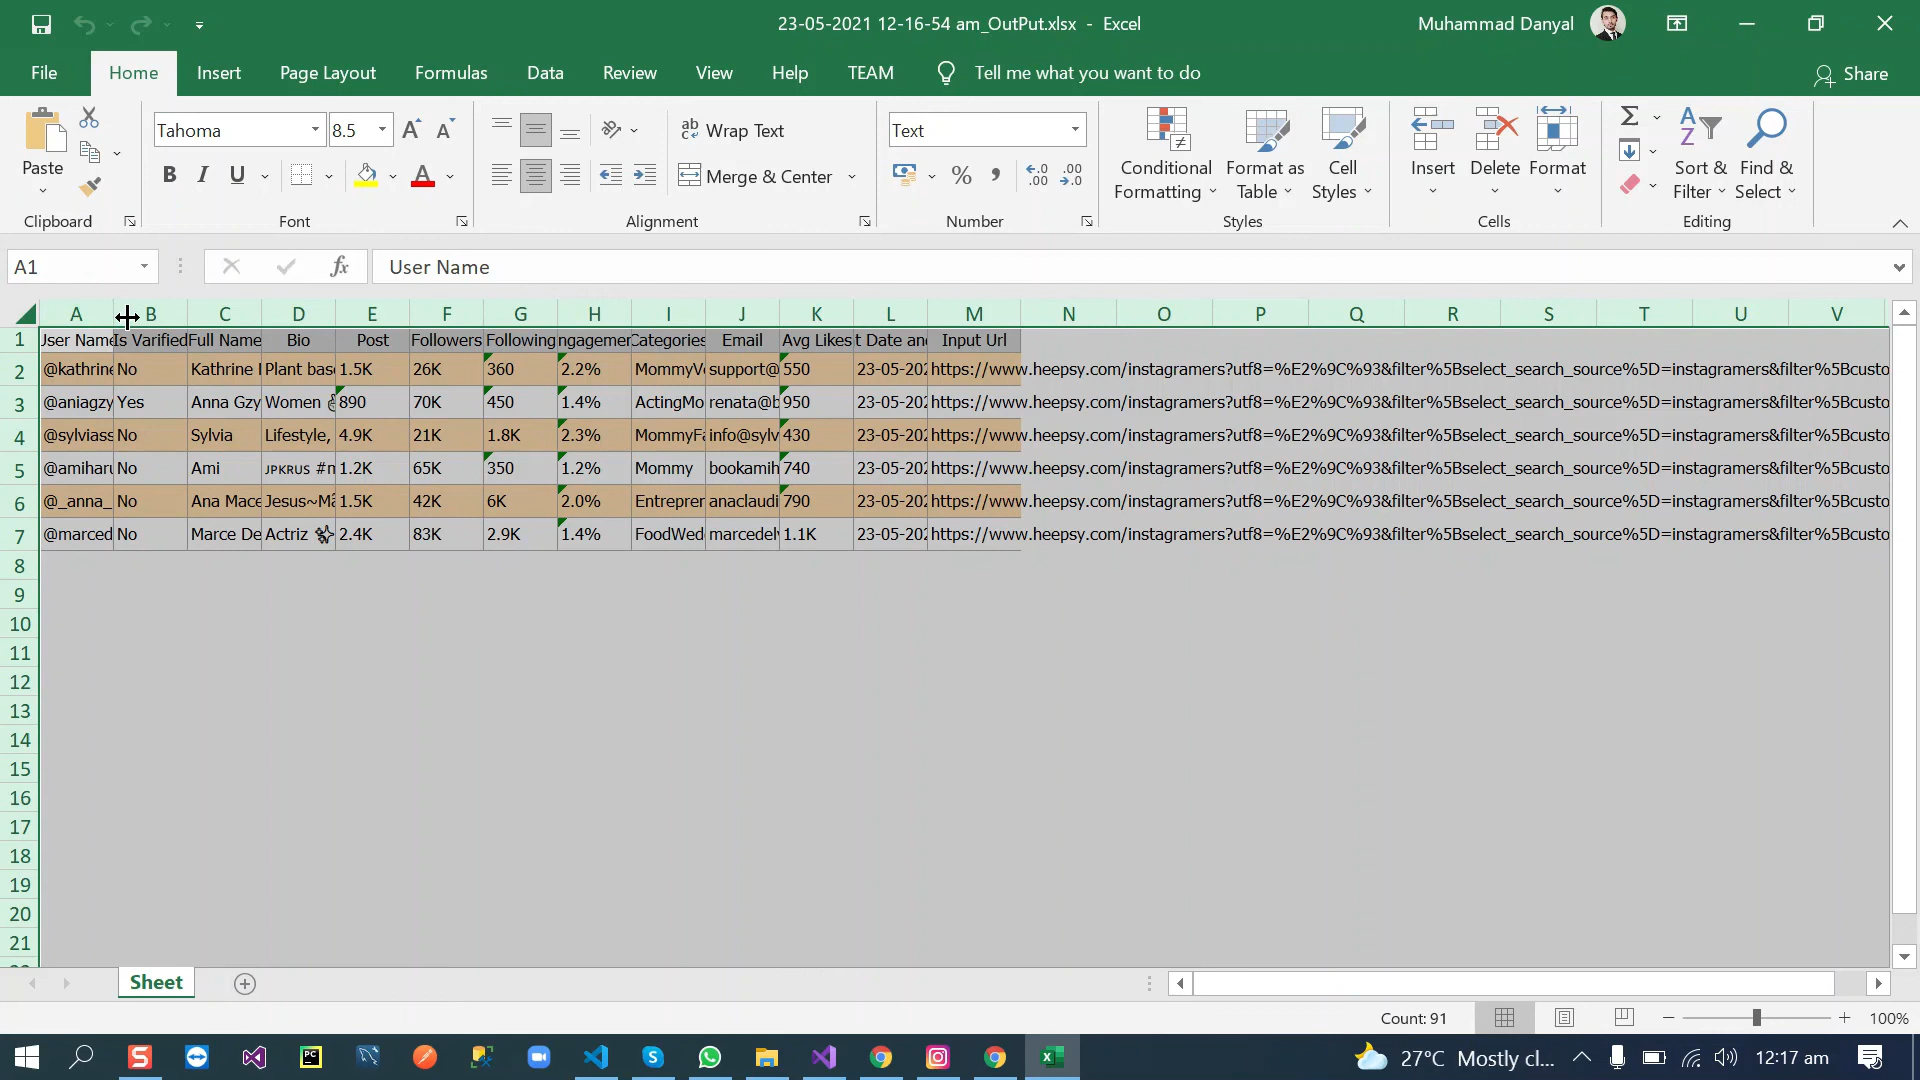 23-05-2021 12-16-54 am_OutPut.xlsx - Excel
Muhammad Danyal
File Home Insert Page Layout Formulas Data Review View Help TEAM Tell me what you want to do Share
Tahoma 8.5 Wrap Text Text
Paste B I U Merge & Center % , Conditional Formatting Format as Table Cell Styles Insert Delete Format Sort & Filter Find & Select
Clipboard Font Alignment Number Styles Cells Editing
A1 fx User Name
A B C D E F G H I J K L M N O P Q R S T U V
1 Jser Name Is Varified Full Name Bio Post Followers Following ngagemen Categories Email Avg Likes t Date and Input Url
2 @kathrine No Kathrine Plant bas 1.5K 26K 360 2.2% MommyV support@ 550 23-05-202 https://www.heepsy.com/instagramers?utf8=%E2%9C%93&filter%5Bselect_search_source%5D=instagramers&filter%5Bcusto
3 @aniagzy Yes Anna Gzy Women 890 70K 450 1.4% ActingMo renata@b 950 23-05-202 https://www.heepsy.com/instagramers?utf8=%E2%9C%93&filter%5Bselect_search_source%5D=instagramers&filter%5Bcusto
4 @sylviass No Sylvia Lifestyle, 4.9K 21K 1.8K 2.3% MommyFa info@sylv 430 23-05-202 https://www.heepsy.com/instagramers?utf8=%E2%9C%93&filter%5Bselect_search_source%5D=instagramers&filter%5Bcusto
5 @amiharu No Ami ᴊᴘᴋʀᴜs #m 1.2K 65K 350 1.2% Mommy bookamih 740 23-05-202 https://www.heepsy.com/instagramers?utf8=%E2%9C%93&filter%5Bselect_search_source%5D=instagramers&filter%5Bcusto
6 @_anna_ No Ana Mace Jesus~Mã 1.5K 42K 6K 2.0% Entreprer anaclaudi 790 23-05-202 https://www.heepsy.com/instagramers?utf8=%E2%9C%93&filter%5Bselect_search_source%5D=instagramers&filter%5Bcusto
7 @marced No Marce De Actriz 2.4K 83K 2.9K 1.4% FoodWed marcedel 1.1K 23-05-202 https://www.heepsy.com/instagramers?utf8=%E2%9C%93&filter%5Bselect_search_source%5D=instagramers&filter%5Bcusto
8
9
10
11
12
13
14
15
16
17
18
19
20
21
Sheet
Count: 91 100%
27°C Mostly cl... 12:17 am